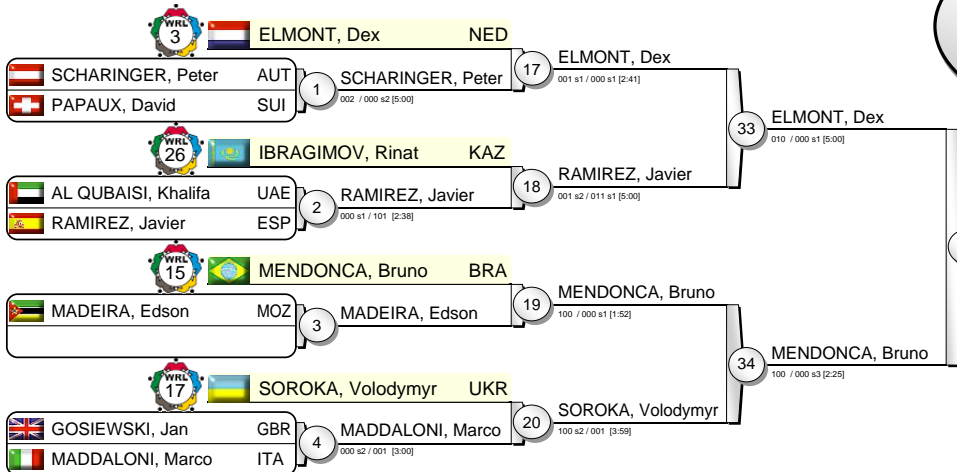 WRL
3
ELMONT, Dex NED
SCHARINGER, Peter AUT
PAPAUX, David SUI
1
SCHARINGER, Peter
002 / 000 s2 [5:00]
17
ELMONT, Dex
001 s1 / 000 s1 [2:41]
WRL
26
IBRAGIMOV, Rinat KAZ
AL QUBAISI, Khalifa UAE
RAMIREZ, Javier ESP
2
RAMIREZ, Javier
000 s1 / 101 [2:38]
18
RAMIREZ, Javier
001 s2 / 011 s1 [5:00]
33
ELMONT, Dex
010 / 000 s1 [5:00]
WRL
15
MENDONCA, Bruno BRA
MADEIRA, Edson MOZ
3
MADEIRA, Edson
19
MENDONCA, Bruno
100 / 000 s1 [1:52]
WRL
17
SOROKA, Volodymyr UKR
GOSIEWSKI, Jan GBR
MADDALONI, Marco ITA
4
MADDALONI, Marco
000 s2 / 001 [3:00]
20
SOROKA, Volodymyr
100 s2 / 001 [3:59]
34
MENDONCA, Bruno
100 / 000 s3 [2:25]